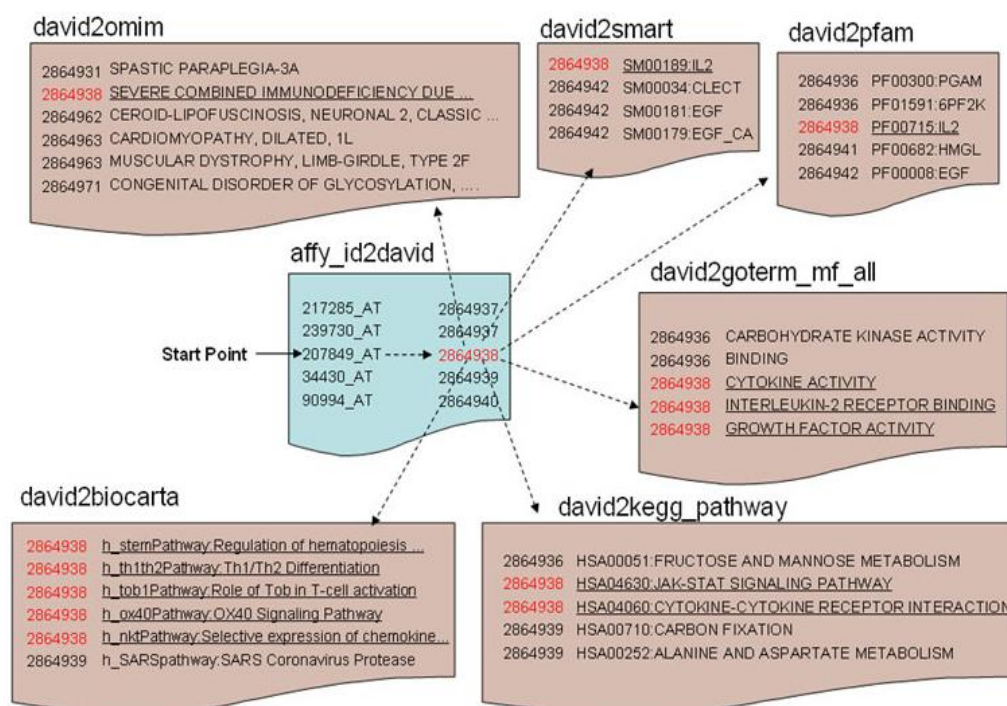 david2omim
2864931 SPASTIC PARAPLEGIA-3A
2864938 SEVERE COMBINED IMMUNODEFICIENCY DUE ...
2864962 CEROID-LIPOFUSCINOSIS, NEURONAL 2, CLASSIC ...
2864963 CARDIOMYOPATHY, DILATED, 1L
2864963 MUSCULAR DYSTROPHY, LIMB-GIRDLE, TYPE 2F
2864971 CONGENITAL DISORDER OF GLYCOSYLATION, ....
david2smart
2864938 SM00189:IL2
2864942 SM00034:CLECT
2864942 SM00181:EGF
2864942 SM00179:EGF_CA
david2pfam
2864936 PF00300:PGAM
2864936 PF01591:6PF2K
2864938 PF00715:IL2
2864941 PF00682:HMGL
2864942 PF00008:EGF
affy_id2david
217285_AT 2864937
239730_AT 2864937
Start Point 207849_AT 2864938
34430_AT 2864939
90994_AT 2864940
david2goterm_mf_all
2864936 CARBOHYDRATE KINASE ACTIVITY
2864936 BINDING
2864938 CYTOKINE ACTIVITY
2864938 INTERLEUKIN-2 RECEPTOR BINDING
2864938 GROWTH FACTOR ACTIVITY
david2biocarta
2864938 h_stemPathway:Regulation of hematopoiesis ...
2864938 h_th1th2Pathway:Th1/Th2 Differentiation
2864938 h_tob1Pathway:Role of Tob in T-cell activation
2864938 h_ox40Pathway:OX40 Signaling Pathway
2864938 h_nktPathway:Selective expression of chemokine...
2864939 h_SARSpathway:SARS Coronavirus Protease
david2kegg_pathway
2864936 HSA00051:FRUCTOSE AND MANNOSE METABOLISM
2864938 HSA04630:JAK-STAT SIGNALING PATHWAY
2864938 HSA04060:CYTOKINE-CYTOKINE RECEPTOR INTERACTION
2864939 HSA00710:CARBON FIXATION
2864939 HSA00252:ALANINE AND ASPARTATE METABOLISM